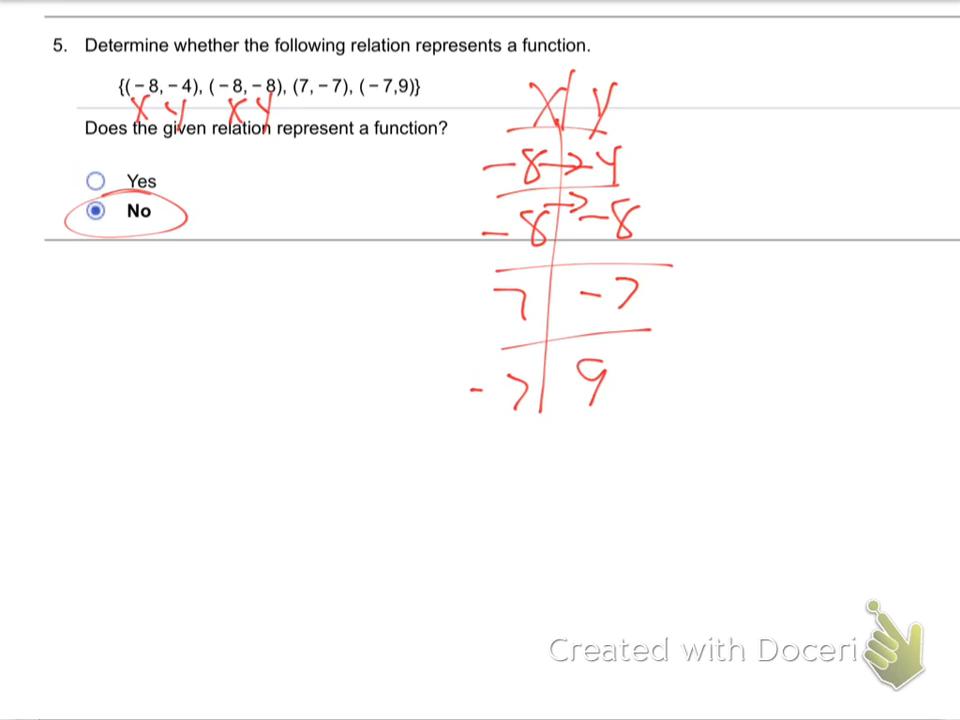 5. Determine whether the following relation represents a function.
{(−8,−4), (−8,−8), (7,−7), (−7,9)}
X Y X Y
Does the given relation represent a function?
Yes
No
X Y
−8 → 4
−8 → −8
7 −7
−7 9
Created with Doceri